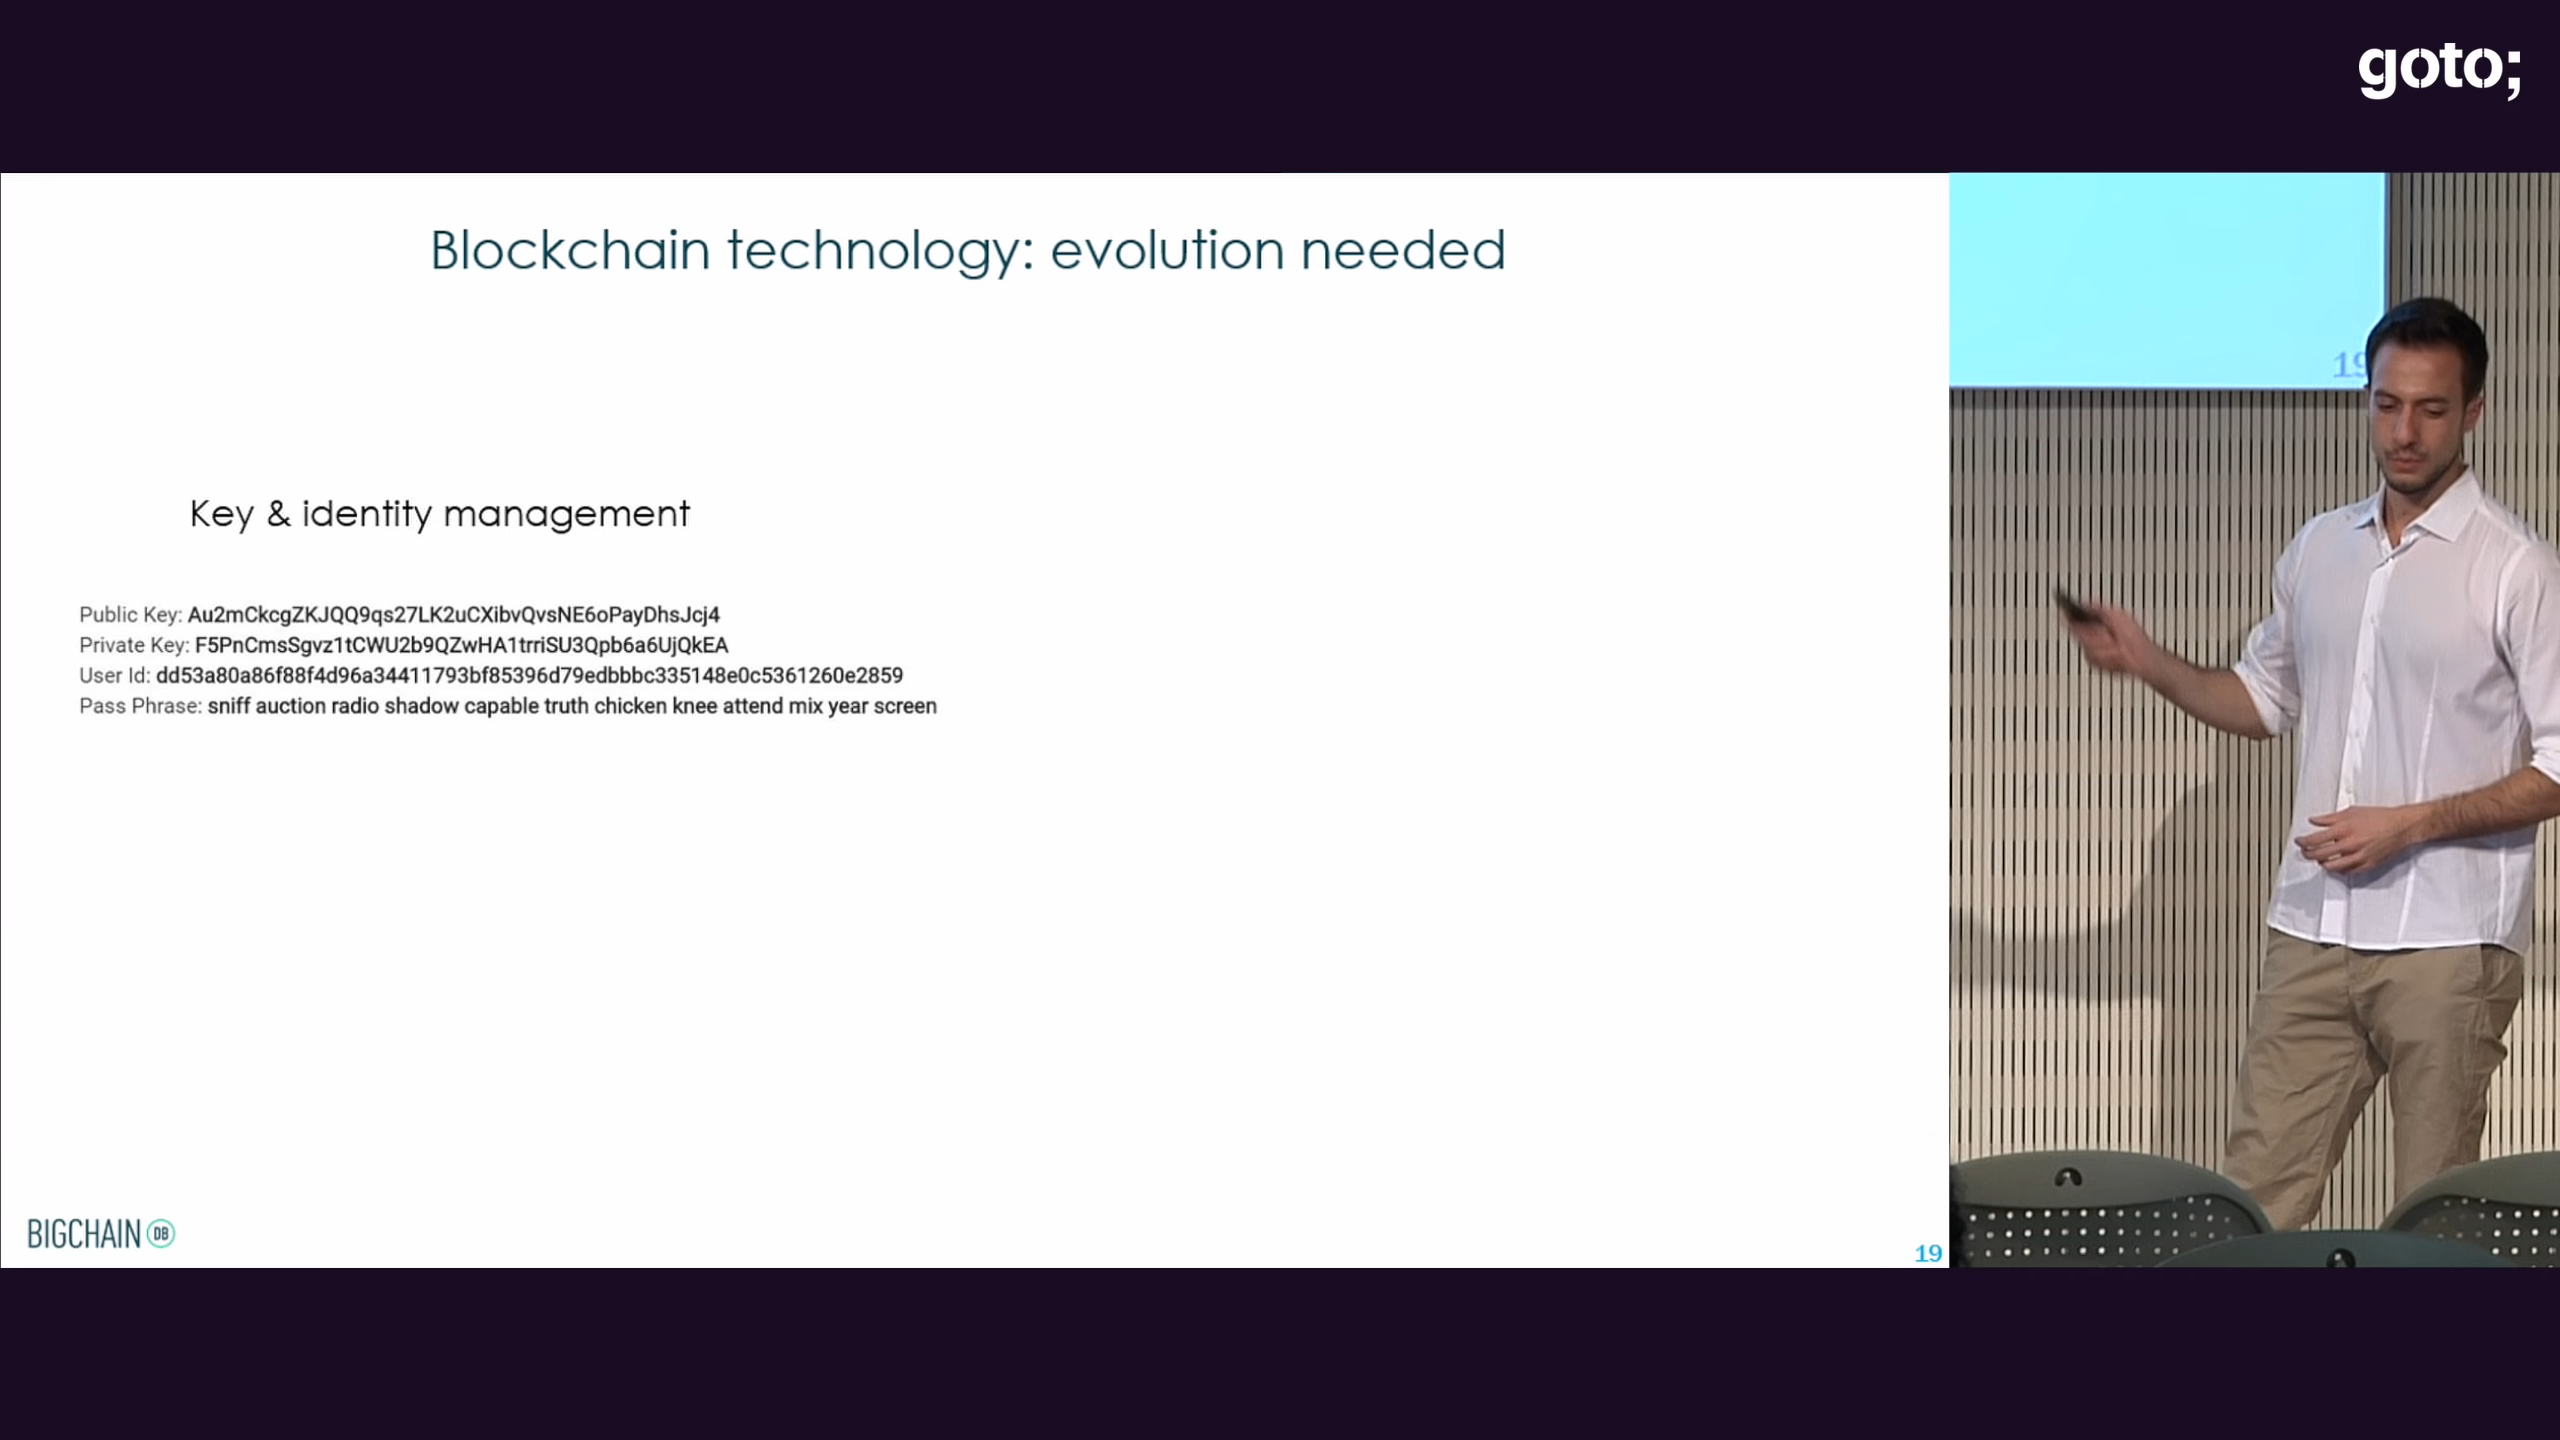 goto;
Blockchain technology: evolution needed
Key & identity management
Public Key: Au2mCkcgZKJQQ9qs27LK2uCXibvQvsNE6oPayDhsJcj4
Private Key: F5PnCmsSgvz1tCWU2b9QZwHA1trriSU3Qpb6a6UjQkEA
User Id: dd53a80a86f88f4d96a34411793bf85396d79edbbbc335148e0c5361260e2859
Pass Phrase: sniff auction radio shadow capable truth chicken knee attend mix year screen
BIGCHAIN DB
19
19